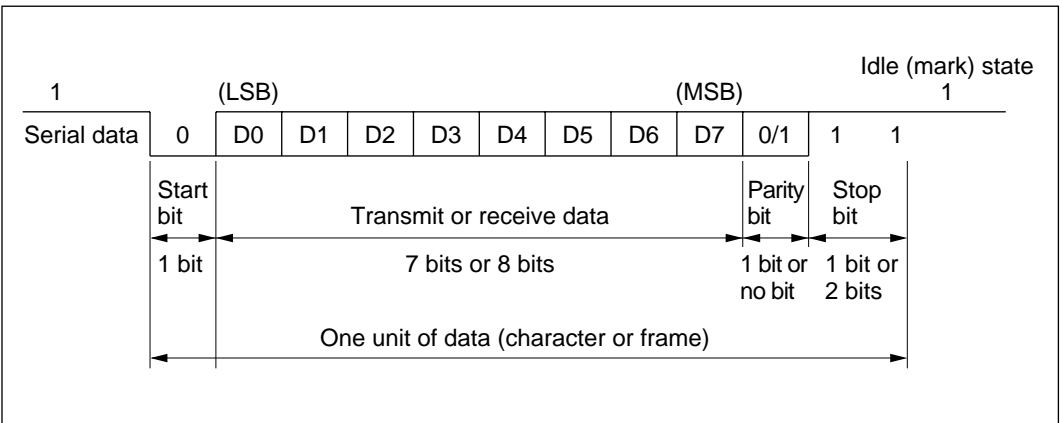 Idle (mark) state
1 (LSB) (MSB) 1
Serial data 0 D0 D1 D2 D3 D4 D5 D6 D7 0/1 1 1
Start Parity Stop
bit Transmit or receive data bit bit
1 bit 7 bits or 8 bits 1 bit or 1 bit or
no bit 2 bits
One unit of data (character or frame)